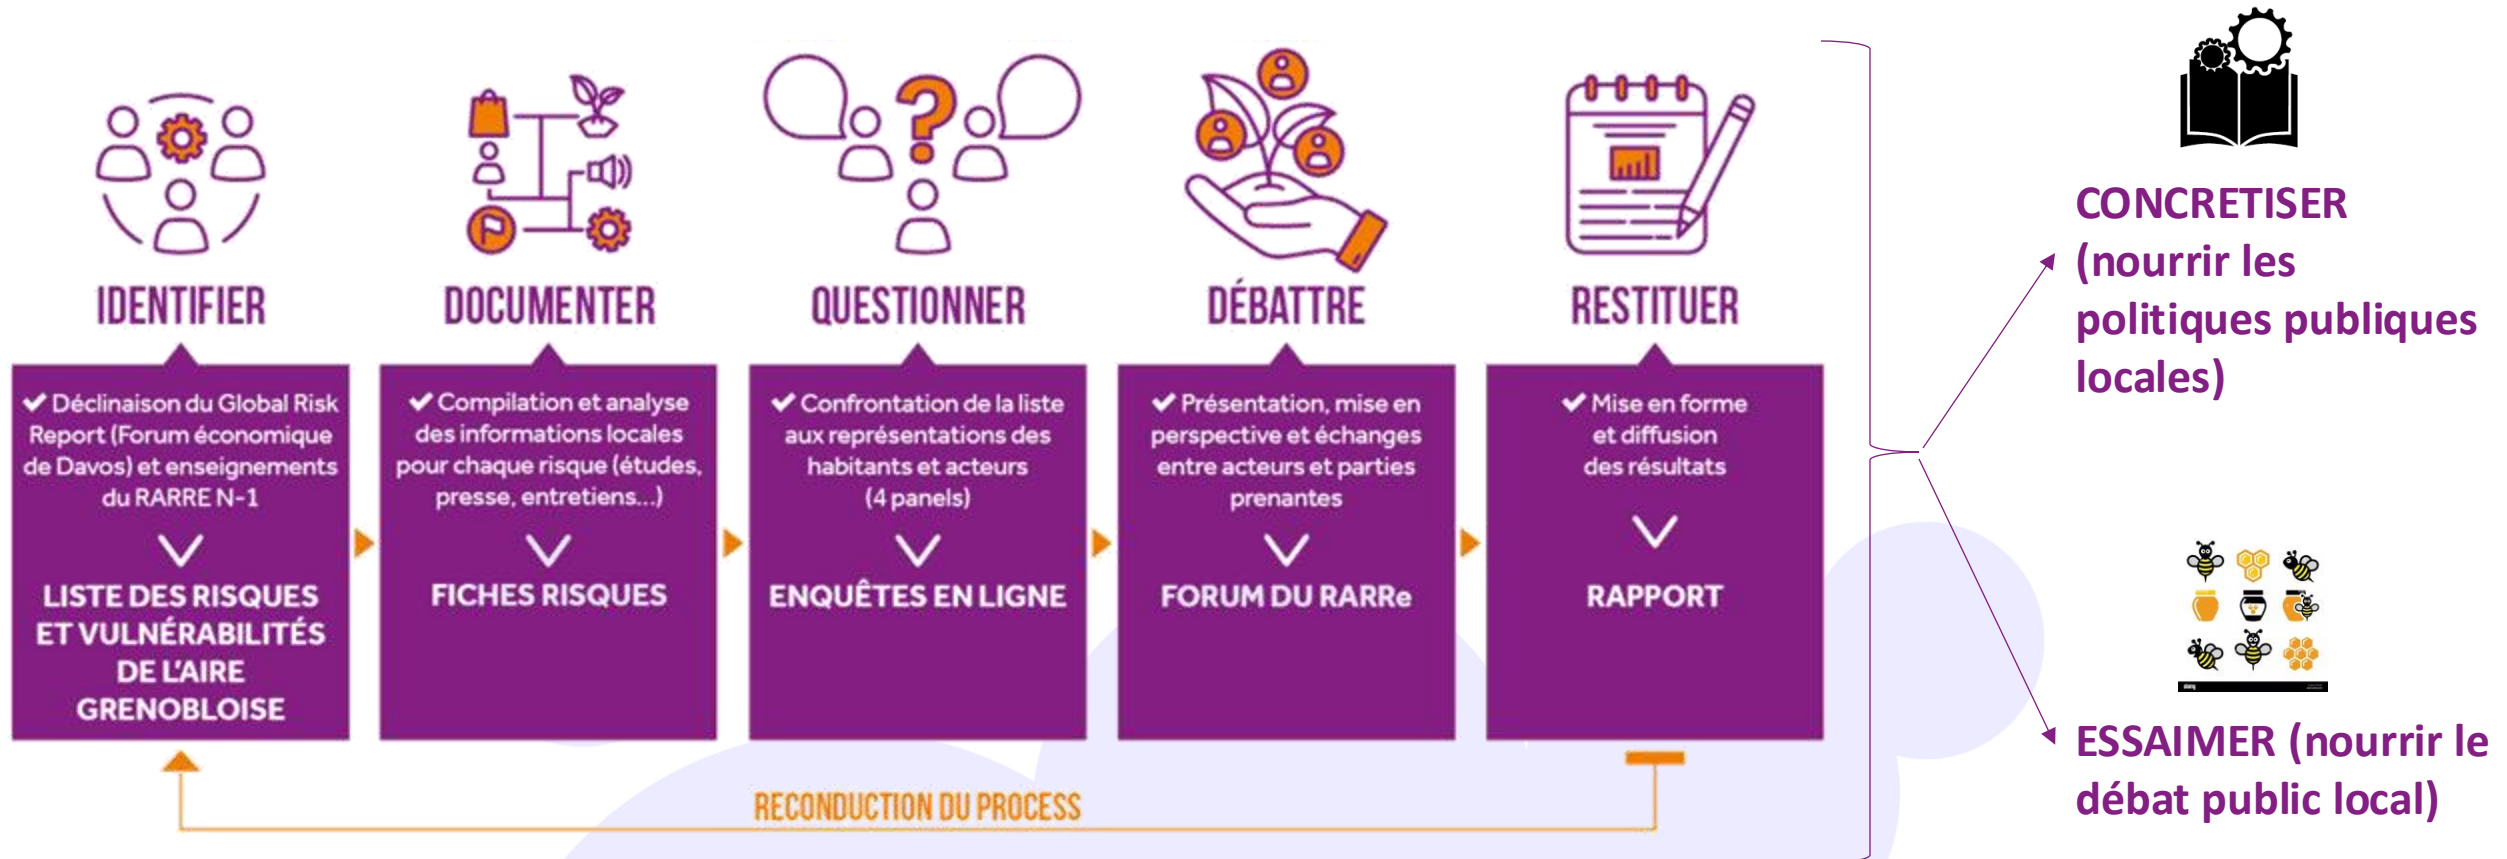 IDENTIFIER
✔ Déclinaison du Global Risk
Report (Forum économique
de Davos) et enseignements
du RARRE N-1
LISTE DES RISQUES
ET VULNÉRABILITÉS
DE L'AIRE
GRENOBLOISE
DOCUMENTER
✔ Compilation et analyse
des informations locales
pour chaque risque (études,
presse, entretiens...)
FICHES RISQUES
QUESTIONNER
✔ Confrontation de la liste
aux représentations des
habitants et acteurs
(4 panels)
ENQUÊTES EN LIGNE
DÉBATTRE
✔ Présentation, mise en
perspective et échanges
entre acteurs et parties
prenantes
FORUM DU RARRe
RESTITUER
✔ Mise en forme
et diffusion
des résultats
RAPPORT
RECONDUCTION DU PROCESS
CONCRETISER
(nourrir les
politiques publiques
locales)
ESSAIMER (nourrir le
débat public local)